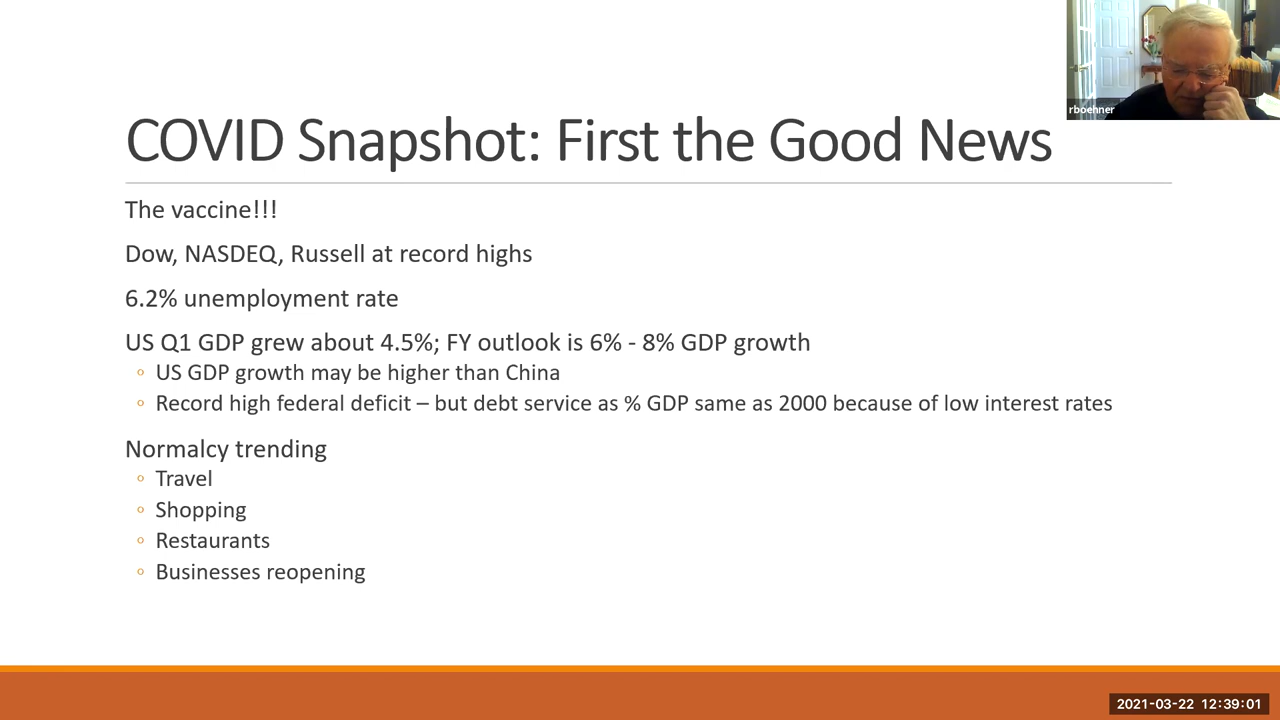 rboehner
COVID Snapshot: First the Good News
The vaccine!!!
Dow, NASDEQ, Russell at record highs
6.2% unemployment rate
US Q1 GDP grew about 4.5%; FY outlook is 6% - 8% GDP growth
◦ US GDP growth may be higher than China
◦ Record high federal deficit – but debt service as % GDP same as 2000 because of low interest rates
Normalcy trending
◦ Travel
◦ Shopping
◦ Restaurants
◦ Businesses reopening
2021-03-22 12:39:01